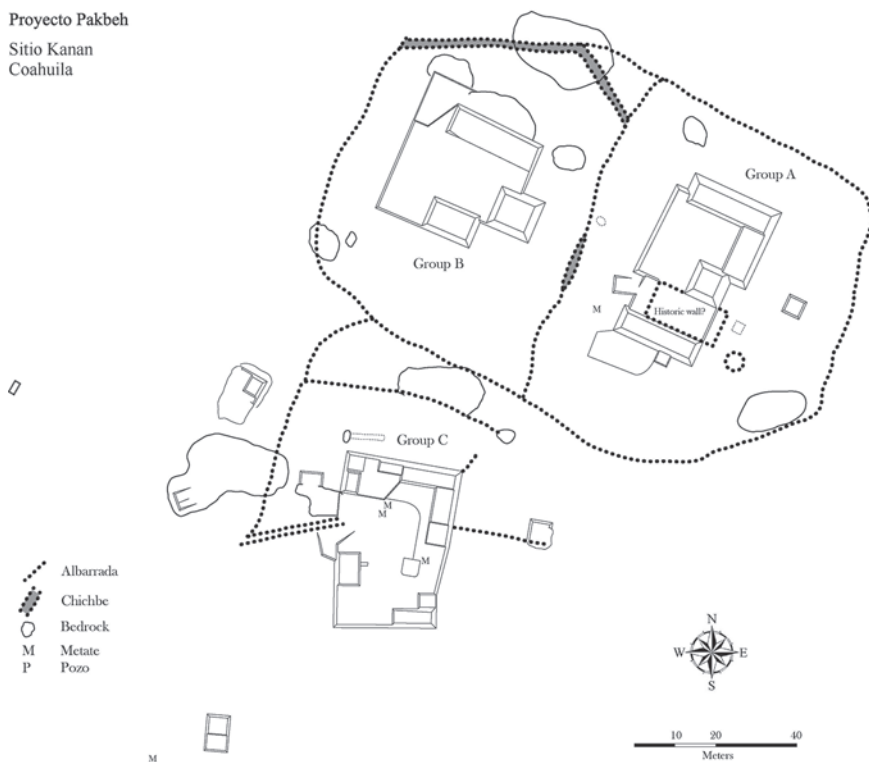 Proyecto Pakbeh
Sitio Kanan
Coahuila
Group A
Group B
M
Historic wall?
Group C
M
M
M
Albarrada
Chichbe
Bedrock
M Metate
P Pozo
N
W E
S
10 20 40
Meters
M